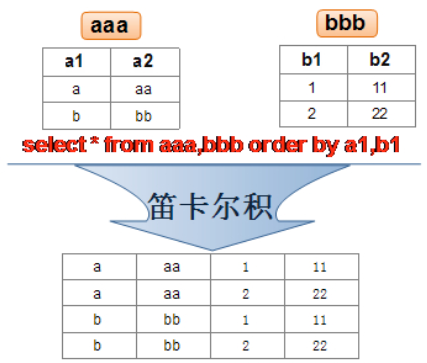 aaa bbb
a1 a2 b1 b2
a aa 1 11
b bb 2 22
select * from aaa,bbb order by a1,b1
笛卡尔积
a aa 1 11
a aa 2 22
b bb 1 11
b bb 2 22